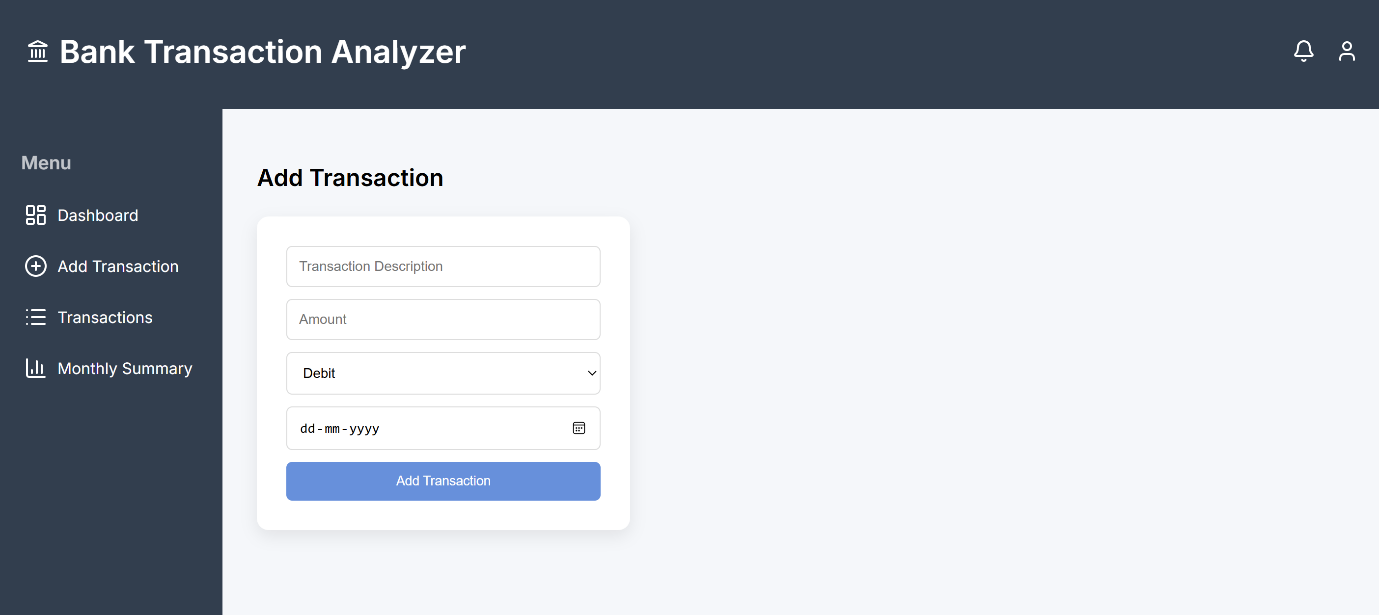 Bank Transaction Analyzer
Menu
Dashboard
Add Transaction
Transactions
Monthly Summary
Add Transaction
Transaction Description
Amount
Debit
dd-mm-yyyy
Add Transaction